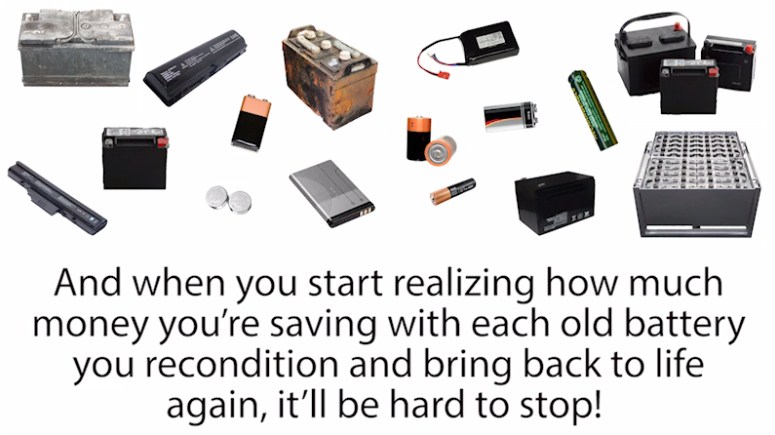 And when you start realizing how much
money you’re saving with each old battery
you recondition and bring back to life
again, it’ll be hard to stop!